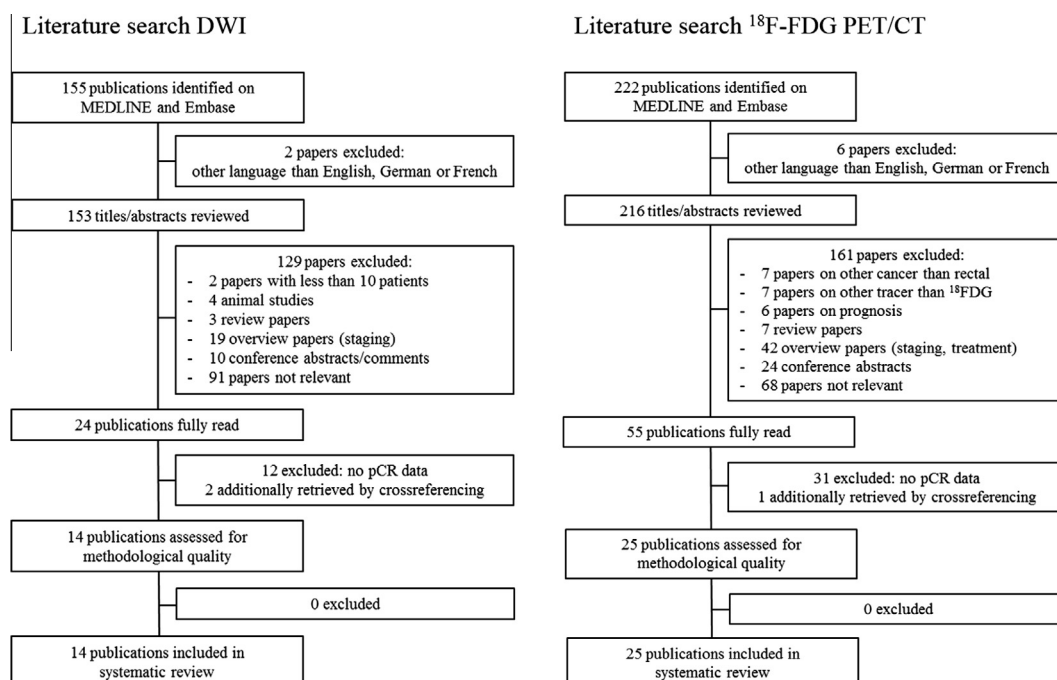 Literature search DWI
155 publications identified on
MEDLINE and Embase
2 papers excluded:
other language than English, German or French
153 titles/abstracts reviewed
129 papers excluded:
- 2 papers with less than 10 patients
- 4 animal studies
- 3 review papers
- 19 overview papers (staging)
- 10 conference abstracts/comments
- 91 papers not relevant
24 publications fully read
12 excluded: no pCR data
2 additionally retrieved by crossreferencing
14 publications assessed for
methodological quality
0 excluded
14 publications included in
systematic review
Literature search ¹⁸F-FDG PET/CT
222 publications identified on
MEDLINE and Embase
6 papers excluded:
other language than English, German or French
216 titles/abstracts reviewed
161 papers excluded:
- 7 papers on other cancer than rectal
- 7 papers on other tracer than ¹⁸FDG
- 6 papers on prognosis
- 7 review papers
- 42 overview papers (staging, treatment)
- 24 conference abstracts
- 68 papers not relevant
55 publications fully read
31 excluded: no pCR data
1 additionally retrieved by crossreferencing
25 publications assessed for
methodological quality
0 excluded
25 publications included in
systematic review